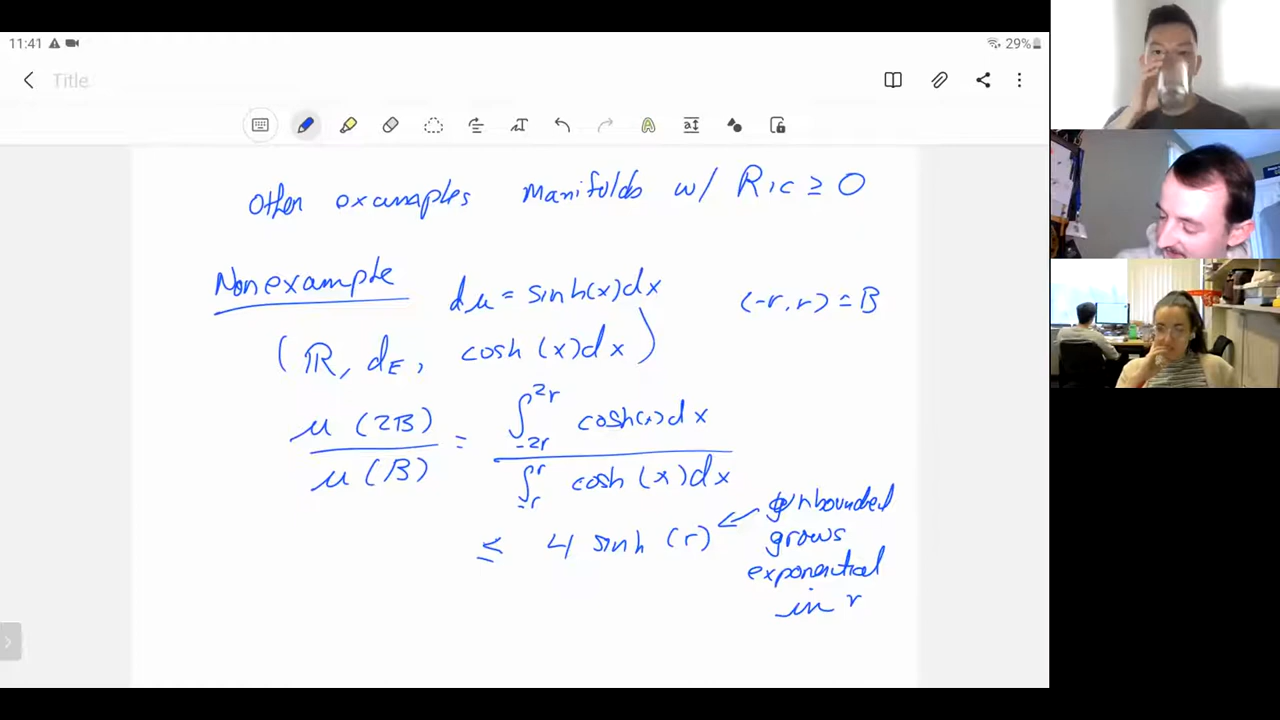 11:41
29%
Title
Other examples manifolds w/ Ric ≥ 0
Nonexample dμ = sinh(x)dx (-r,r) = B
(ℝ, d_E, cosh(x)dx)
μ(2B) / μ(B) = ∫_{-2r}^{2r} cosh(x)dx / ∫_{-r}^{r} cosh(x)dx
≤ 4 sinh(r)
unbounded
grows
exponential
in r